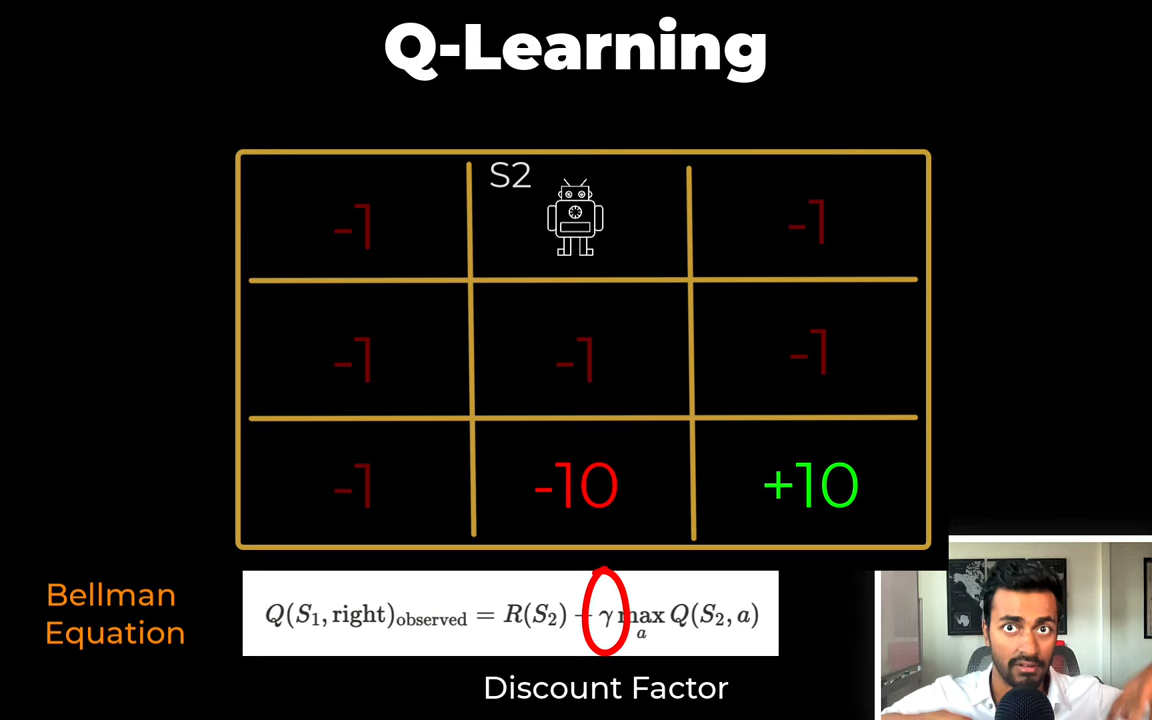 Q-Learning
-1
S2
-1
-1
-1
-1
-1
-10
+10
Bellman
Equation
Q(S₁, right)observed = R(S₂) + γ max Q(S₂, a)
a
Discount Factor